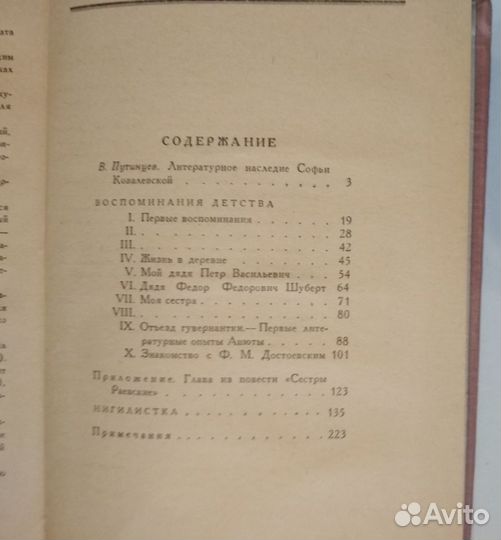 СОДЕРЖАНИЕ
В. Путинцев. Литературное наследие Софьи
Ковалевской . . . . . . . . . . . 3
ВОСПОМИНАНИЯ ДЕТСТВА
I. Первые воспоминания . . . . . . . 19
II. . . . . . . . . . . . . . . . 28
III. . . . . . . . . . . . . . . . 42
IV. Жизнь в деревне . . . . . . . . 45
V. Мой дядя Петр Васильевич . . . . 54
VI. Дядя Федор Федорович Шуберт 64
VII. Моя сестра . . . . . . . . . . 71
VIII. . . . . . . . . . . . . . . . 80
IX. Отъезд гувернантки.— Первые лите-
ратурные опыты Анюты . . . . . 88
X. Знакомство с Ф. М. Достоевским 101
Приложение. Глава из повести «Сестры
Раевские» . . . . . . . . . . . . 123
НИГИЛИСТКА . . . . . . . . . . . 135
Примечания . . . . . . . . . . . 223
Avito